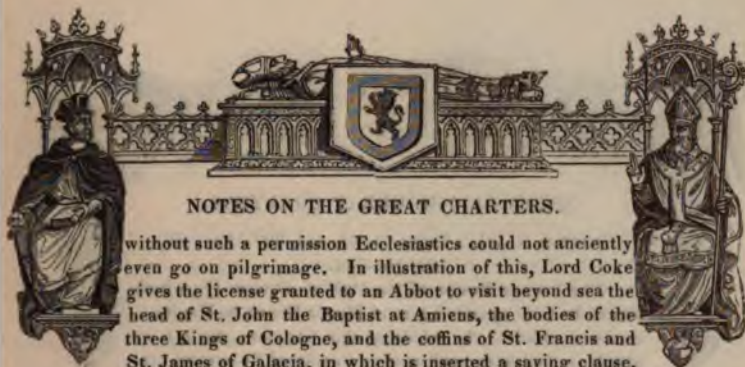 NOTES ON THE GREAT CHARTERS.
without such a permission Ecclesiastics could not anciently
even go on pilgrimage. In illustration of this, Lord Coke
gives the license granted to an Abbot to visit beyond sea the
head of St. John the Baptist at Amiens, the bodies of the
three Kings of Cologne, and the coffins of St. Francis and
St. James of Galacia, in which is inserted a saving clause,